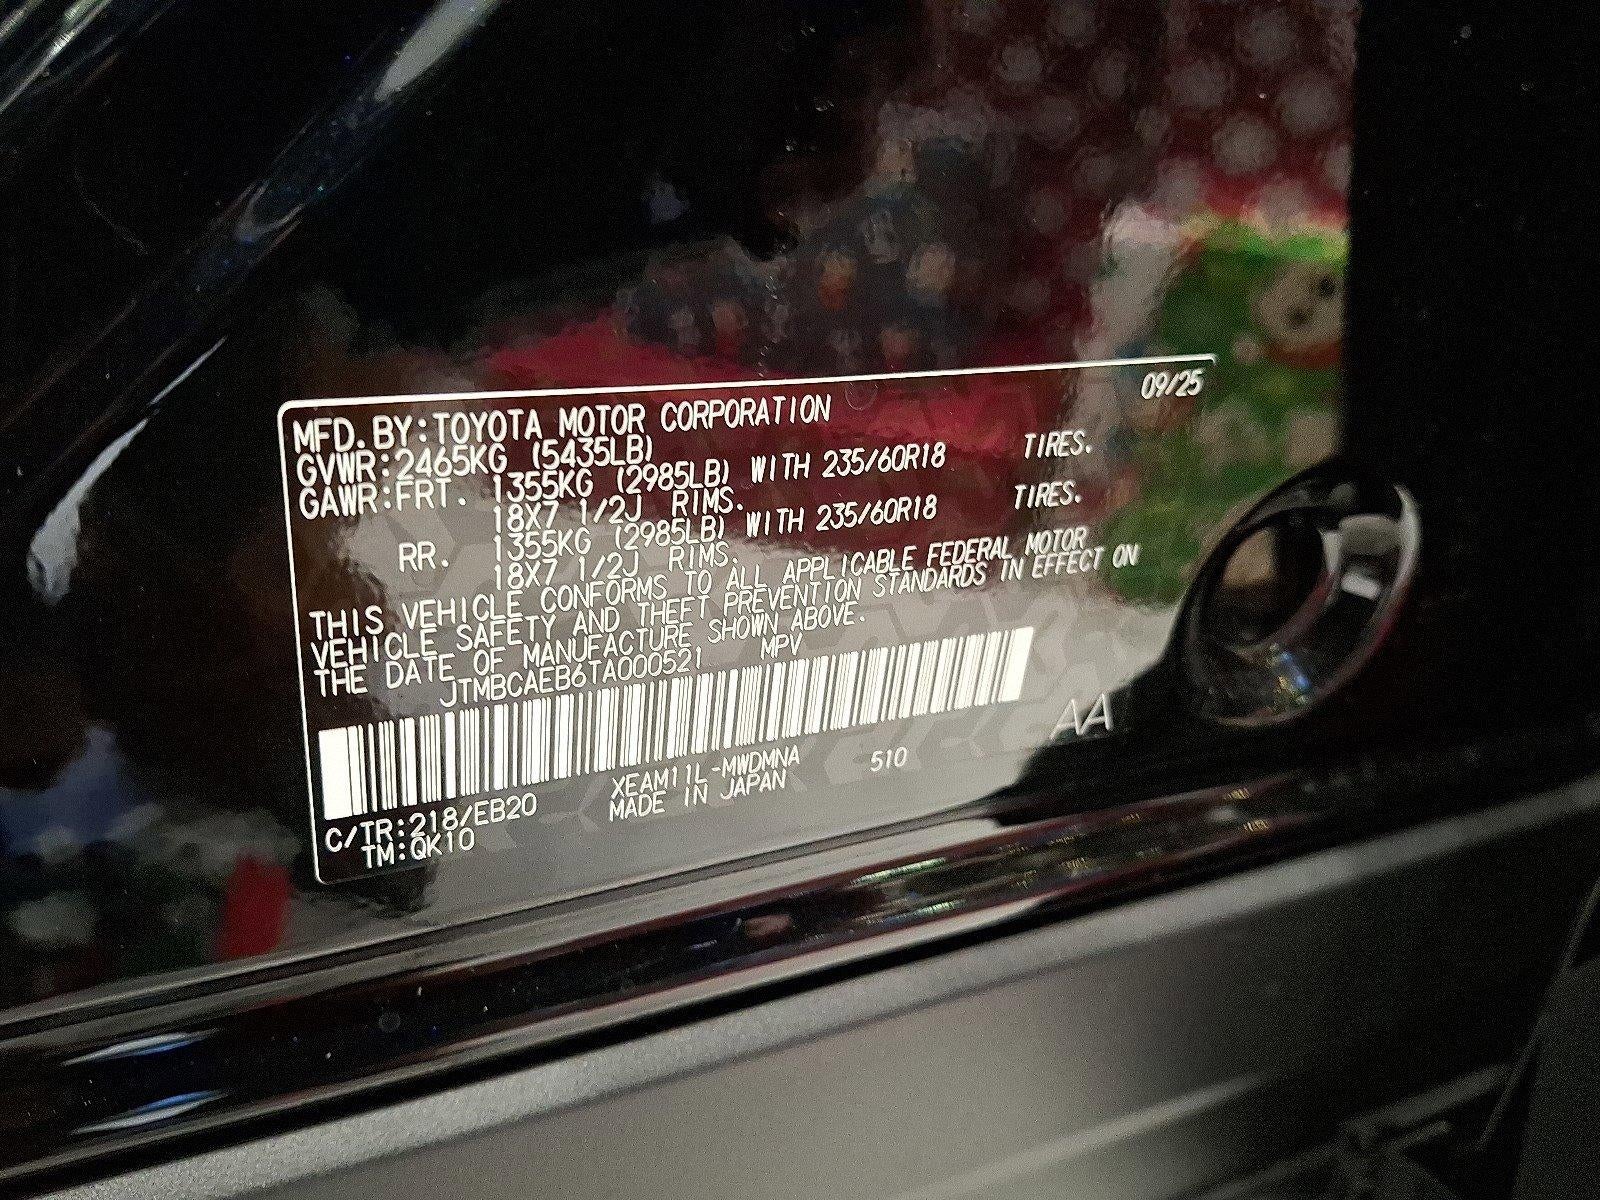 09/25
MFD.BY:TOYOTA MOTOR CORPORATION
GVWR:2465KG (5435LB)
GAWR:FRT. 1355KG (2985LB) WITH 235/60R18 TIRES.
18X7 1/2J RIMS.
RR. 1355KG (2985LB) WITH 235/60R18 TIRES.
18X7 1/2J RIMS.
THIS VEHICLE CONFORMS TO ALL APPLICABLE FEDERAL MOTOR
VEHICLE SAFETY AND THEFT PREVENTION STANDARDS IN EFFECT ON
THE DATE OF MANUFACTURE SHOWN ABOVE.
JTMBCAEB6TA000521 MPV
AA
XEAM11L-MWDMNA 510
C/TR:218/EB20 MADE IN JAPAN
TM:QK10